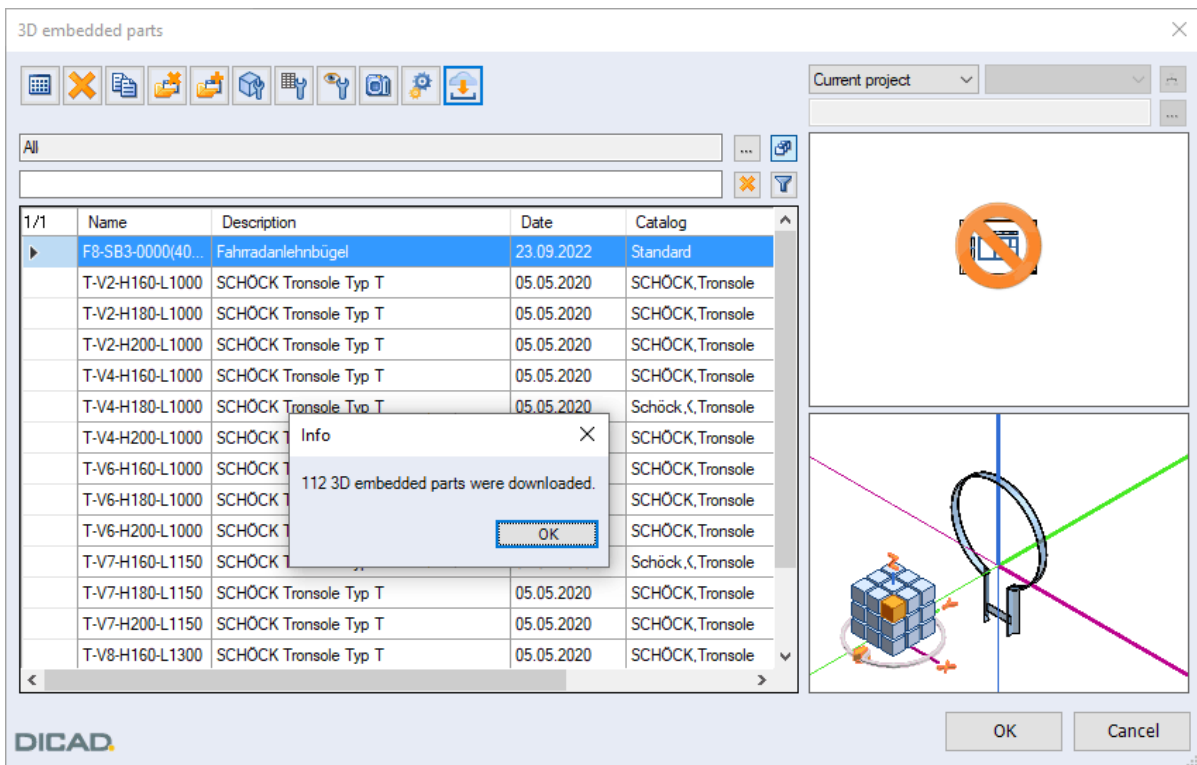 3D embedded parts
Current project
...
All
...
1/1 Name Description Date Catalog
F8-SB3-0000(40... Fahrradanlehnbügel 23.09.2022 Standard
T-V2-H160-L1000 SCHÖCK Tronsole Typ T 05.05.2020 SCHÖCK,Tronsole
T-V2-H180-L1000 SCHÖCK Tronsole Typ T 05.05.2020 SCHÖCK,Tronsole
T-V2-H200-L1000 SCHÖCK Tronsole Typ T 05.05.2020 SCHÖCK,Tronsole
T-V4-H160-L1000 SCHÖCK Tronsole Typ T 05.05.2020 SCHÖCK,Tronsole
T-V4-H180-L1000 SCHÖCK Tronsole Typ T 05.05.2020 Schöck,(,Tronsole
T-V4-H200-L1000 SCHÖCK SCHÖCK,Tronsole
T-V6-H160-L1000 SCHÖCK SCHÖCK,Tronsole
T-V6-H180-L1000 SCHÖCK SCHÖCK,Tronsole
T-V6-H200-L1000 SCHÖCK SCHÖCK,Tronsole
T-V7-H160-L1150 SCHÖCK Schöck,(,Tronsole
T-V7-H180-L1150 SCHÖCK Tronsole Typ T 05.05.2020 SCHÖCK,Tronsole
T-V7-H200-L1150 SCHÖCK Tronsole Typ T 05.05.2020 SCHÖCK,Tronsole
T-V8-H160-L1300 SCHÖCK Tronsole Typ T 05.05.2020 SCHÖCK,Tronsole
Info
112 3D embedded parts were downloaded.
OK
DICAD.
OK Cancel